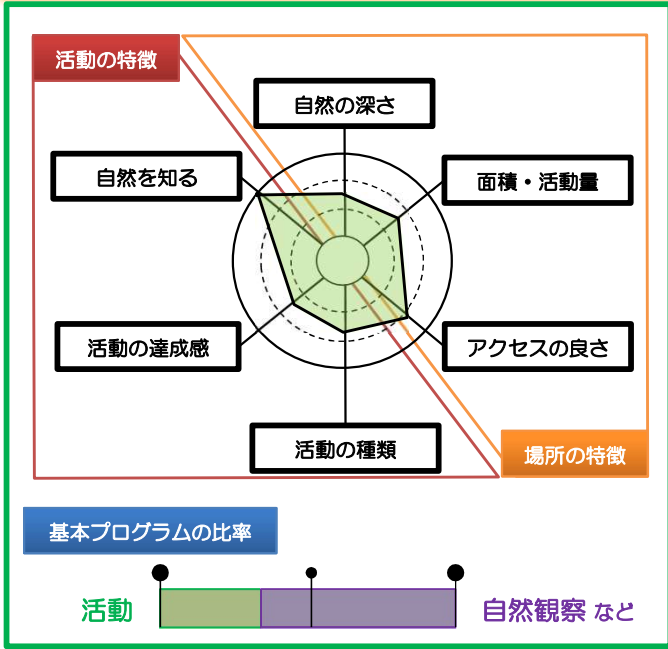 活動の特徴
自然の深さ
自然を知る
面積・活動量
活動の達成感
アクセスの良さ
活動の種類
場所の特徴
基本プログラムの比率
活動
自然観察 など